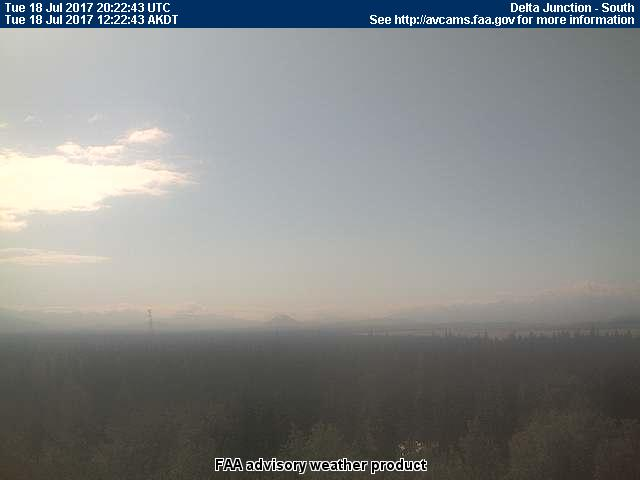 Tue 18 Jul 2017 20:22:43 UTC Delta Junction - South
Tue 18 Jul 2017 12:22:43 AKDT See http://avcams.faa.gov for more information
FAA advisory weather product